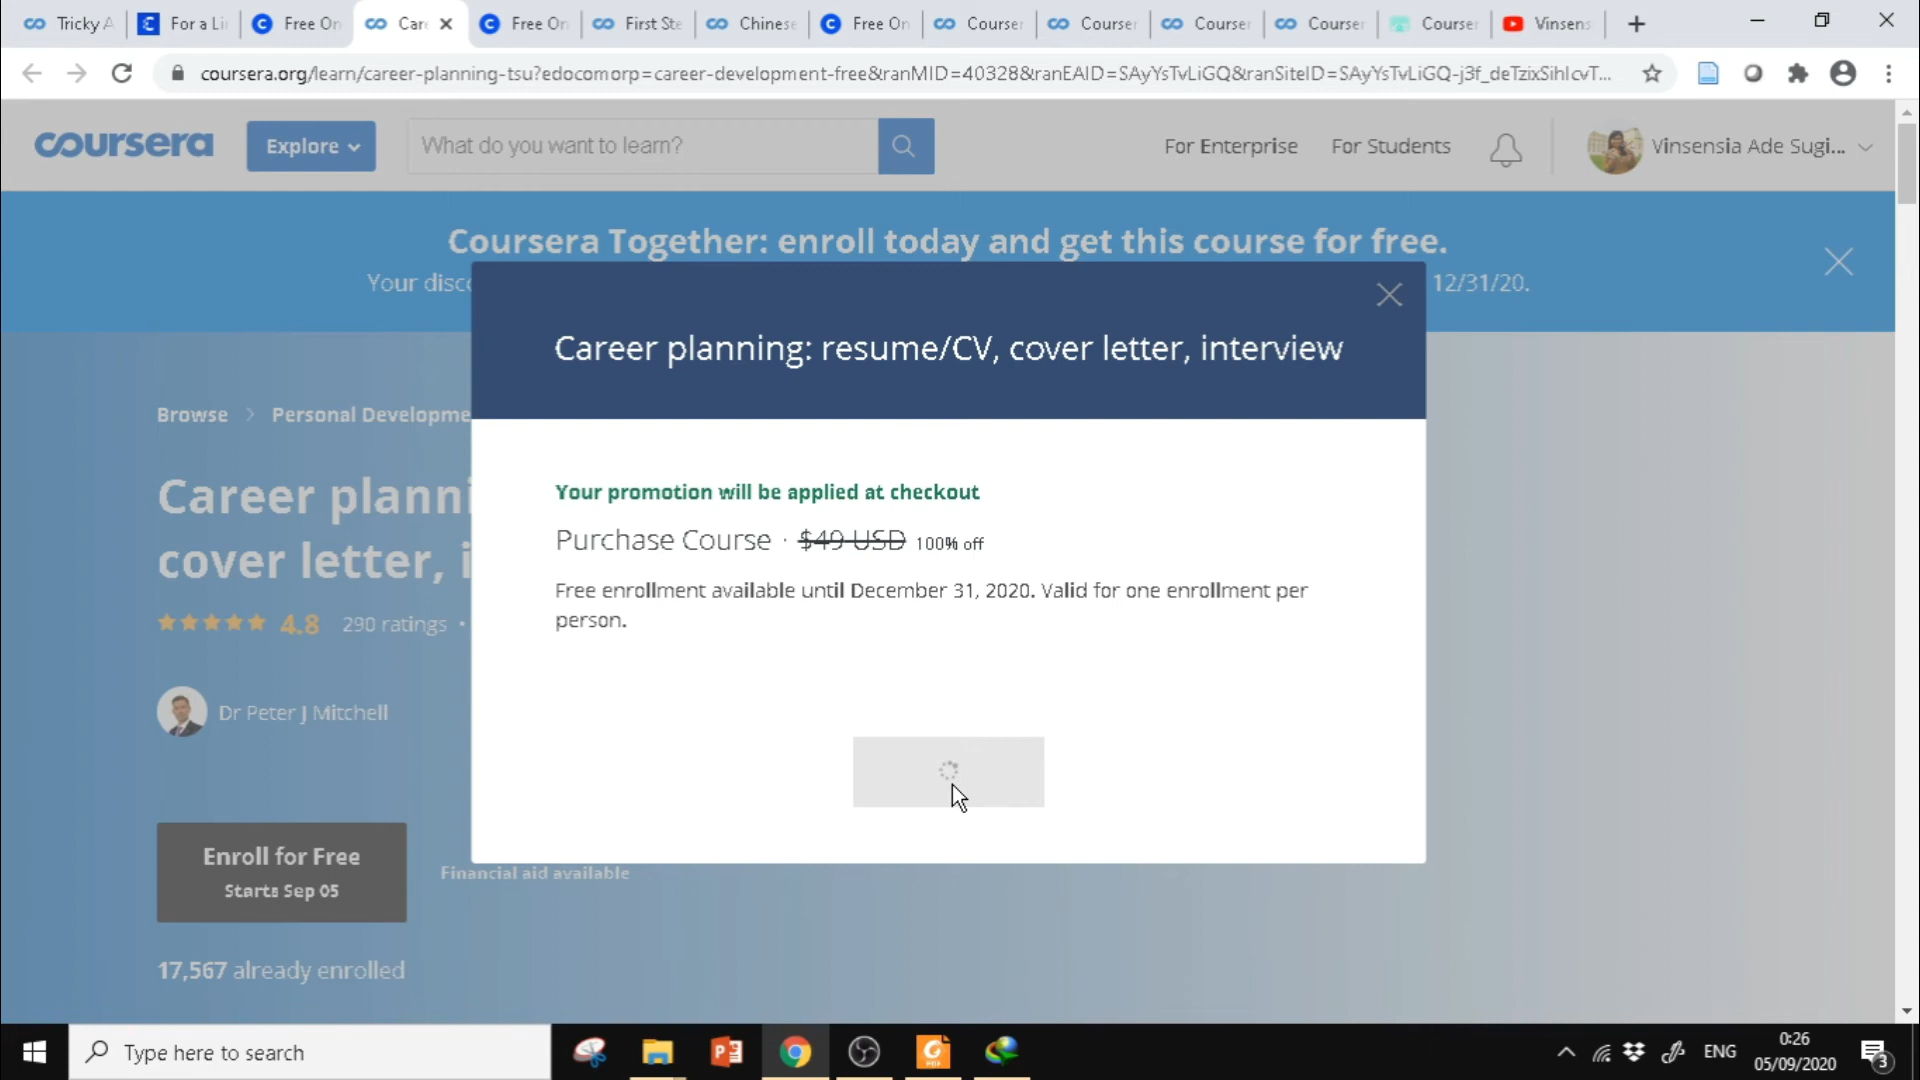 Tricky A
For a Li
Free On
Car
Free On
First Ste
Chinese
Free On
Course
Course
Course
Course
Course
Vinsens
coursera.org/learn/career-planning-tsu?edocomorp=career-development-free&ranMID=40328&ranEAID=SAyYsTvLiGQ&ranSiteID=SAyYsTvLiGQ-j3f_deTzixSihIcvT...
coursera
Explore
What do you want to learn?
For Enterprise
For Students
Vinsensia Ade Sugi...
Coursera Together: enroll today and get this course for free.
Your disc
12/31/20.
Career planning: resume/CV, cover letter, interview
Browse
Personal Developme
Your promotion will be applied at checkout
Career planni
Purchase Course · $49 USD 100% off
cover letter, i
Free enrollment available until December 31, 2020. Valid for one enrollment per
person.
4.8 290 ratings
Dr Peter J Mitchell
Enroll for Free
Starts Sep 05
Financial aid available
17,567 already enrolled
Type here to search
ENG
0:26
05/09/2020
3